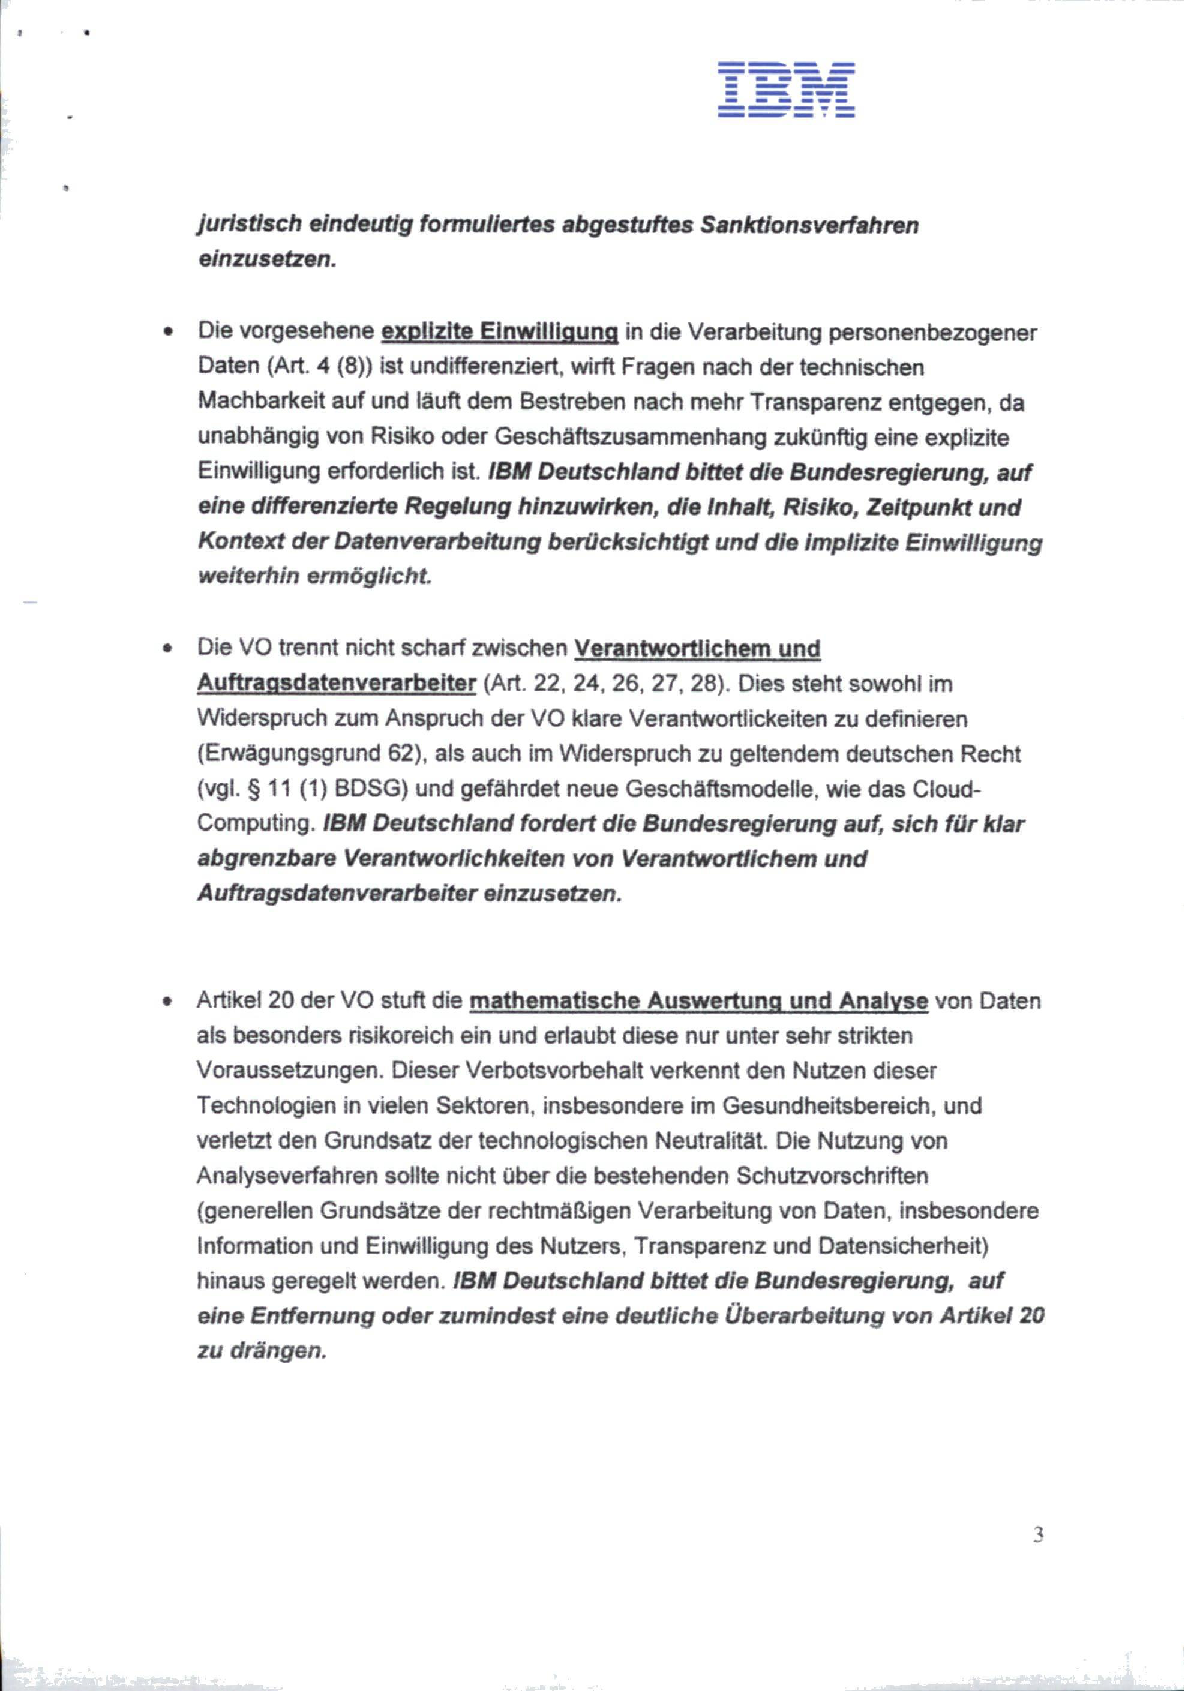 IBM
juristisch eindeutig formuliertes abgestuftes Sanktionsverfahren
einzusetzen.
• Die vorgesehene explizite Einwilligung in die Verarbeitung personenbezogener
Daten (Art. 4 (8)) ist undifferenziert, wirft Fragen nach der technischen
Machbarkeit auf und läuft dem Bestreben nach mehr Transparenz entgegen, da
unabhängig von Risiko oder Geschäftszusammenhang zukünftig eine explizite
Einwilligung erforderlich ist. IBM Deutschland bittet die Bundesregierung, auf
eine differenzierte Regelung hinzuwirken, die Inhalt, Risiko, Zeitpunkt und
Kontext der Datenverarbeitung berücksichtigt und die implizite Einwilligung
weiterhin ermöglicht.
• Die VO trennt nicht scharf zwischen Verantwortlichem und
Auftragsdatenverarbeiter (Art. 22, 24, 26, 27, 28). Dies steht sowohl im
Widerspruch zum Anspruch der VO klare Verantwortlickeiten zu definieren
(Erwägungsgrund 62), als auch im Widerspruch zu geltendem deutschen Recht
(vgl. § 11 (1) BDSG) und gefährdet neue Geschäftsmodelle, wie das Cloud-
Computing. IBM Deutschland fordert die Bundesregierung auf, sich für klar
abgrenzbare Verantworlichkeiten von Verantwortlichem und
Auftragsdatenverarbeiter einzusetzen.
• Artikel 20 der VO stuft die mathematische Auswertung und Analyse von Daten
als besonders risikoreich ein und erlaubt diese nur unter sehr strikten
Voraussetzungen. Dieser Verbotsvorbehalt verkennt den Nutzen dieser
Technologien in vielen Sektoren, insbesondere im Gesundheitsbereich, und
verletzt den Grundsatz der technologischen Neutralität. Die Nutzung von
Analyseverfahren sollte nicht über die bestehenden Schutzvorschriften
(generellen Grundsätze der rechtmäßigen Verarbeitung von Daten, insbesondere
Information und Einwilligung des Nutzers, Transparenz und Datensicherheit)
hinaus geregelt werden. IBM Deutschland bittet die Bundesregierung, auf
eine Entfernung oder zumindest eine deutliche Überarbeitung von Artikel 20
zu drängen.
3